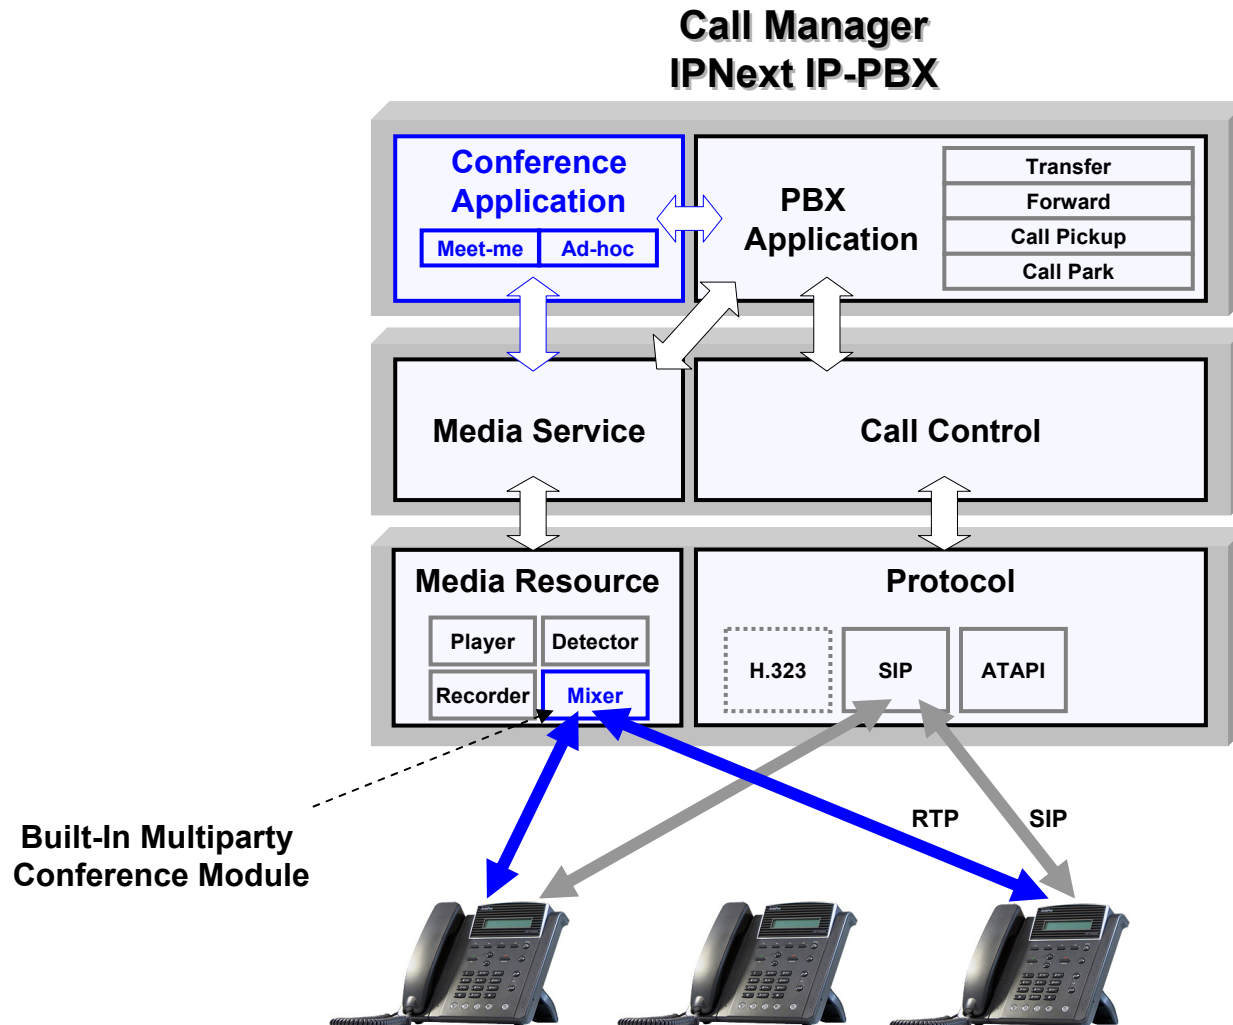 Call Manager
IPNext IP-PBX
Conference
Application
Meet-me
Ad-hoc
PBX
Application
Transfer
Forward
Call Pickup
Call Park
Media Service
Call Control
Media Resource
Player
Detector
Recorder
Mixer
Protocol
H.323
SIP
ATAPI
RTP
SIP
Built-In Multiparty
Conference Module